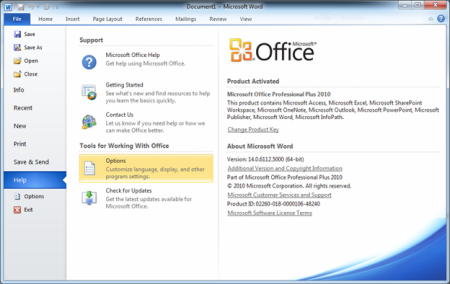 Document1 - Microsoft Word
File Home Insert Page Layout References Mailings Review View
Save
Save As
Open
Close
Info
Recent
New
Print
Save & Send
Help
Options
Exit
Support
Microsoft Office Help
Get help using Microsoft Office.
Getting Started
See what's new and find resources to help
you learn the basics quickly.
Contact Us
Let us know if you need help or how we
can make Office better.
Tools for Working With Office
Options
Customize language, display, and other
program settings.
Check for Updates
Get the latest updates available for
Microsoft Office.
Microsoft®
Office
Product Activated
Microsoft Office Professional Plus 2010
This product contains Microsoft Access, Microsoft Excel, Microsoft SharePoint
Workspace, Microsoft OneNote, Microsoft Outlook, Microsoft PowerPoint, Microsoft
Publisher, Microsoft Word, Microsoft InfoPath.
Change Product Key
About Microsoft Word
Version: 14.0.6112.5000 (64-bit)
Additional Version and Copyright Information
Part of Microsoft Office Professional Plus 2010
© 2010 Microsoft Corporation. All rights reserved.
Microsoft Customer Services and Support
Product ID: 02260-018-0000106-48240
Microsoft Software License Terms